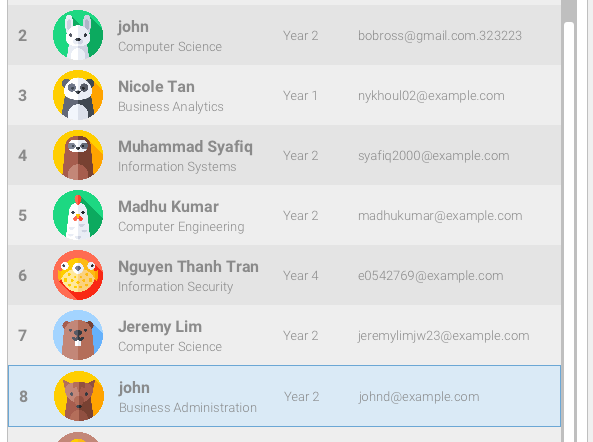 2 john Year 2 bobross@gmail.com.323223
Computer Science
3 Nicole Tan Year 1 nykhoul02@example.com
Business Analytics
4 Muhammad Syafiq Year 2 syafiq2000@example.com
Information Systems
5 Madhu Kumar Year 2 madhukumar@example.com
Computer Engineering
6 Nguyen Thanh Tran Year 4 e0542769@example.com
Information Security
7 Jeremy Lim Year 2 jeremylimjw23@example.com
Computer Science
8 john Year 2 johnd@example.com
Business Administration